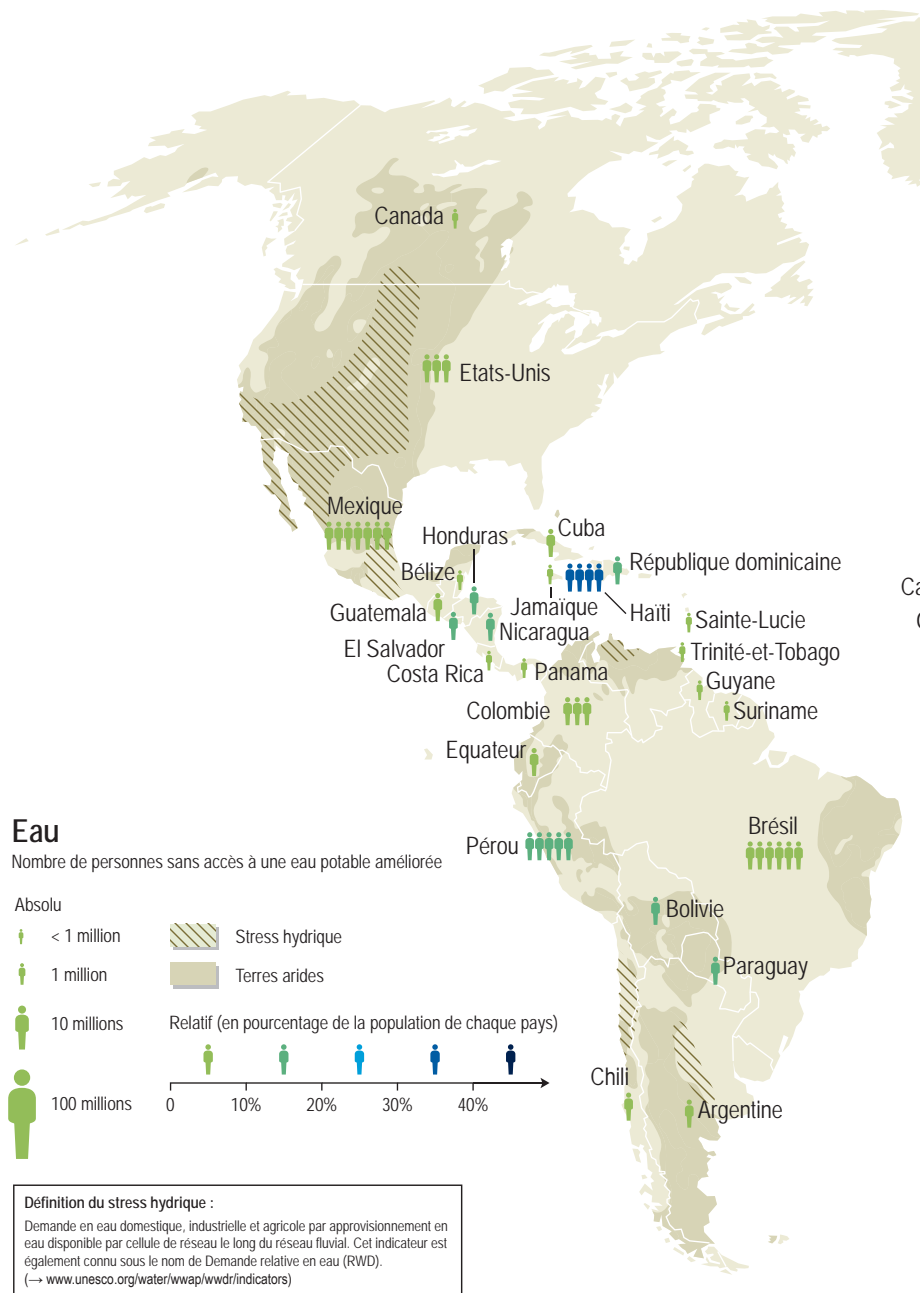 Canada
Etats-Unis
Mexique
Honduras
Cuba
République dominicaine
Bélize
Ca
Guatemala
Jamaïque
Haïti
Sainte-Lucie
Nicaragua
El Salvador
Trinité-et-Tobago
Costa Rica
Panama
Guyane
Colombie
Suriname
Equateur
Eau
Brésil
Pérou
Nombre de personnes sans accès à une eau potable améliorée
Absolu
Bolivie
< 1 million
Stress hydrique
1 million
Terres arides
Paraguay
10 millions
Relatif (en pourcentage de la population de chaque pays)
Chili
100 millions
0 10% 20% 30% 40%
Argentine
Définition du stress hydrique :
Demande en eau domestique, industrielle et agricole par approvisionnement en
eau disponible par cellule de réseau le long du réseau fluvial. Cet indicateur est
également connu sous le nom de Demande relative en eau (RWD).
(→ www.unesco.org/water/wwap/wwdr/indicators)